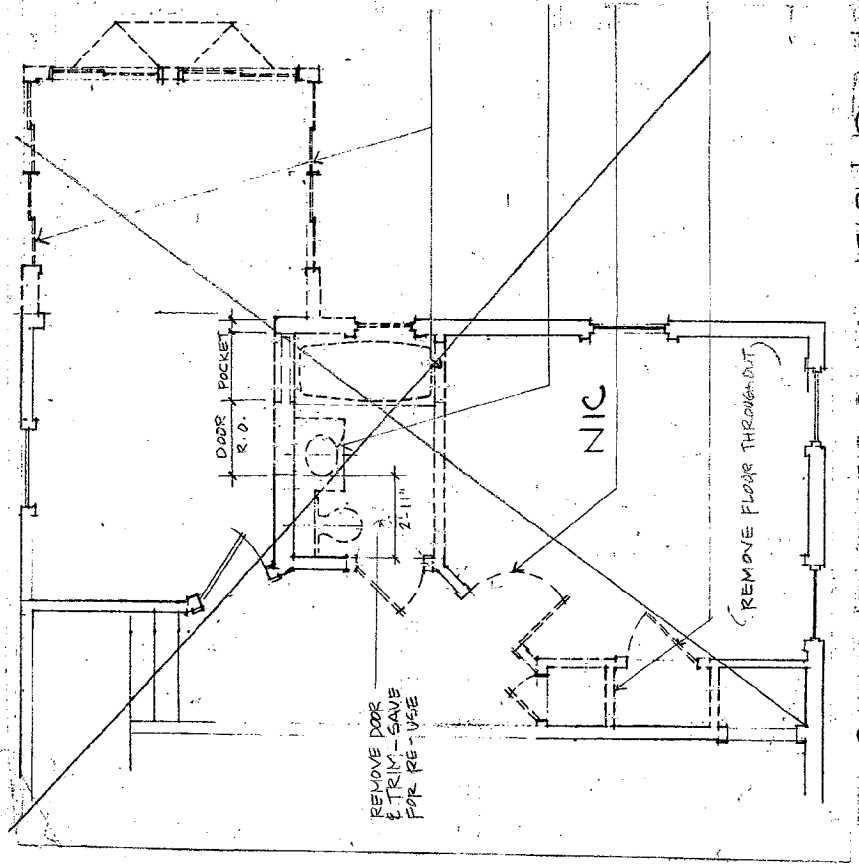 DOOR
R.O.
POCKET
2'-11"
NIC
REMOVE DOOR
& TRIM - SAVE
FOR RE-USE
(REMOVE FLOOR THROUGHOUT)